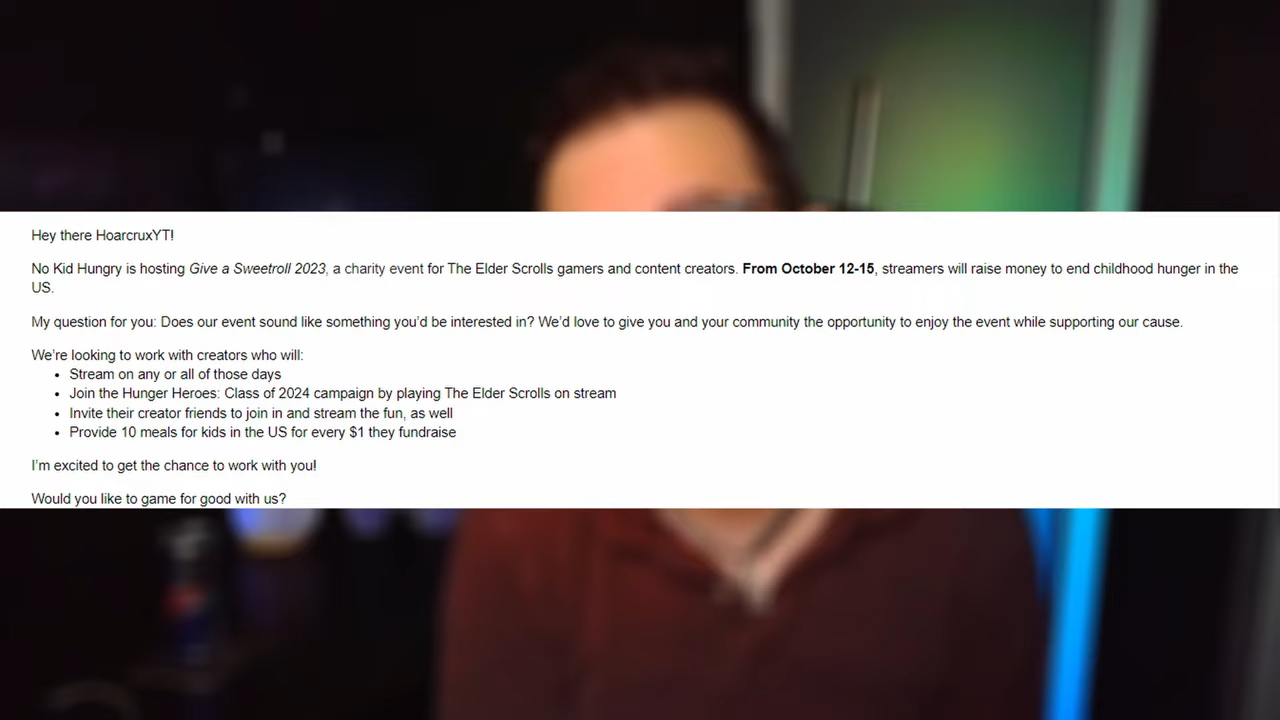 Hey there HoarcruxYT!
No Kid Hungry is hosting Give a Sweetroll 2023, a charity event for The Elder Scrolls gamers and content creators. From October 12-15, streamers will raise money to end childhood hunger in the
US.
My question for you: Does our event sound like something you'd be interested in? We'd love to give you and your community the opportunity to enjoy the event while supporting our cause.
We're looking to work with creators who will:
• Stream on any or all of those days
• Join the Hunger Heroes: Class of 2024 campaign by playing The Elder Scrolls on stream
• Invite their creator friends to join in and stream the fun, as well
• Provide 10 meals for kids in the US for every $1 they fundraise
I'm excited to get the chance to work with you!
Would you like to game for good with us?